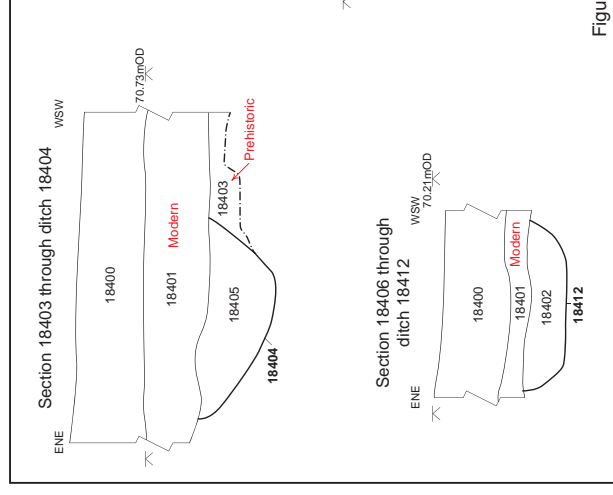 Section 18403 through ditch 18404
ENE
WSW
70.73mOD
18400
18401
Modern
18403
Prehistoric
18405
18404
Section 18406 through
ditch 18412
ENE
WSW
70.21mOD
18400
Modern
18401
18402
18412
Figu